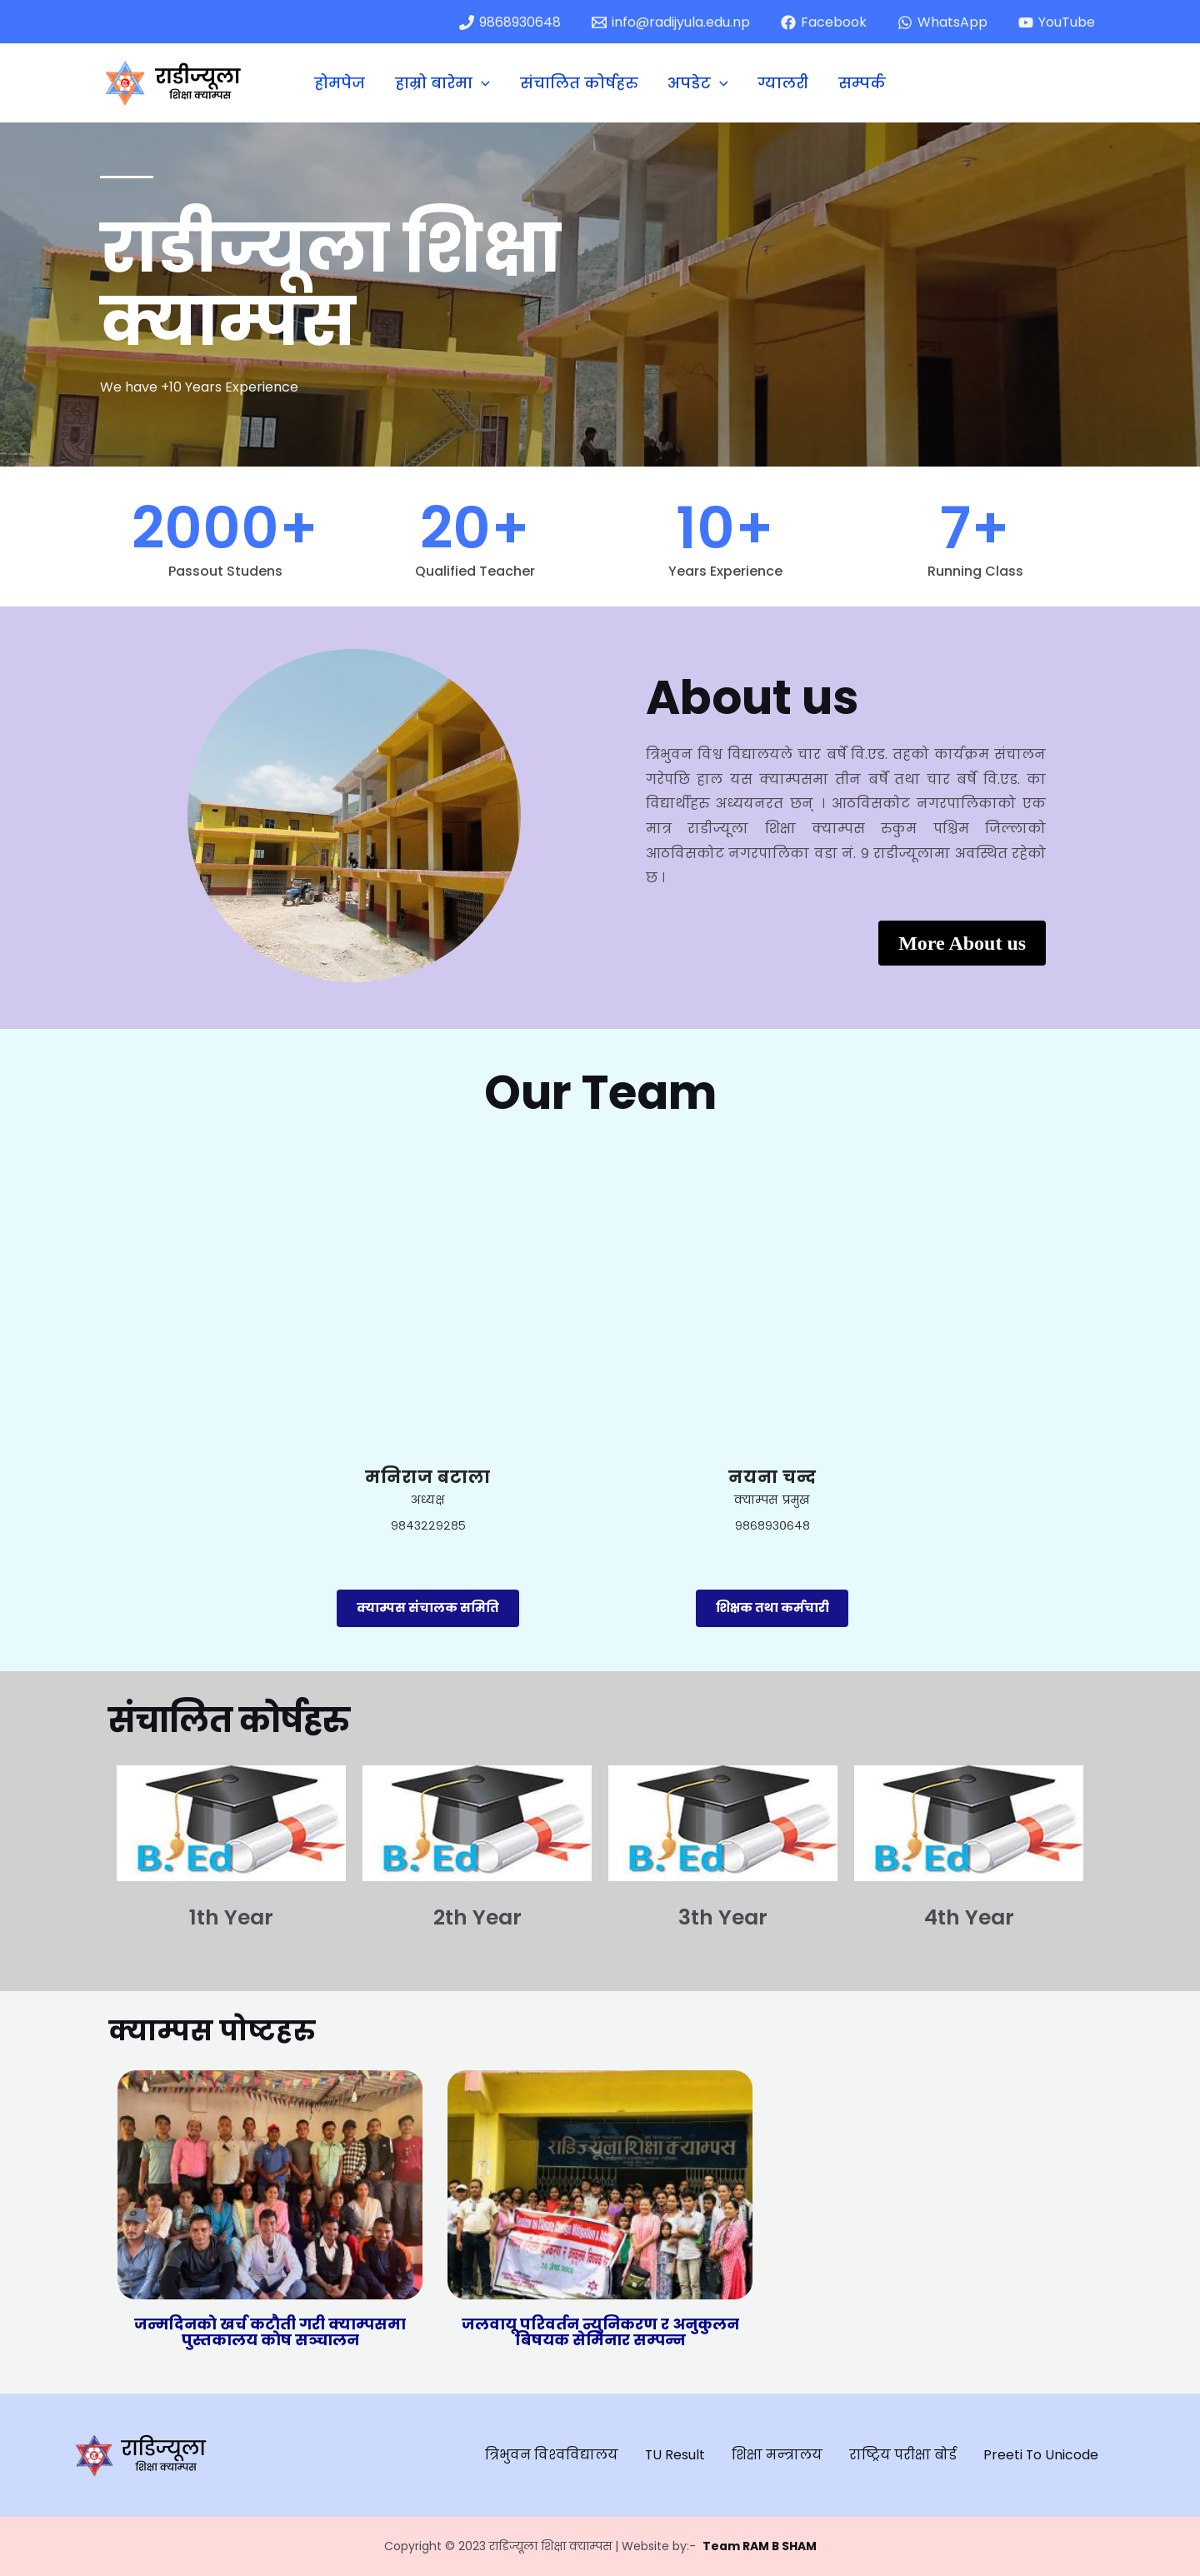 9868930648 info@radijyula.edu.np Facebook WhatsApp YouTube
राडीज्यूला
शिक्षा क्याम्पस
होमपेज हाम्रो बारेमा संचालित कोर्षहरु अपडेट ग्यालरी सम्पर्क
राडीज्यूला शिक्षा
क्याम्पस
We have +10 Years Experience
2000+ 20+ 10+ 7+
Passout Studens Qualified Teacher Years Experience Running Class
About us
त्रिभुवन विश्व विद्यालयले चार बर्षे वि.एड. तहको कार्यक्रम संचालन
गरेपछि हाल यस क्याम्पसमा तीन बर्षे तथा चार बर्षे वि.एड. का
विद्यार्थीहरु अध्ययनरत छन् । आठविसकोट नगरपालिकाको एक
मात्र राडीज्यूला शिक्षा क्याम्पस रुकुम पश्चिम जिल्लाको
आठविसकोट नगरपालिका वडा नं. ९ राडीज्यूलामा अवस्थित रहेको
छ ।
More About us
Our Team
मनिराज बटाला
अध्यक्ष
९८४३२२९२८५
नयना चन्द
क्याम्पस प्रमुख
९८६८९३०६४८
क्याम्पस संचालक समिति
शिक्षक तथा कर्मचारी
संचालित कोर्षहरु
B. Ed B. Ed B. Ed B. Ed
1th Year 2th Year 3th Year 4th Year
क्याम्पस पोष्टहरु
राडिज्यूला शिक्षा क्याम्पस
जन्मदिनको खर्च कटौती गरी क्याम्पसमा
पुस्तकालय कोष सञ्चालन
जलवायू परिवर्तन न्युनिकरण र अनुकुलन
बिषयक सेमिनार सम्पन्न
राडिज्यूला
शिक्षा क्याम्पस
त्रिभुवन विश्वविद्यालय TU Result शिक्षा मन्त्रालय राष्ट्रिय परीक्षा बोर्ड Preeti To Unicode
Copyright © 2023 राडिज्यूला शिक्षा क्याम्पस | Website by:- Team RAM B SHAM